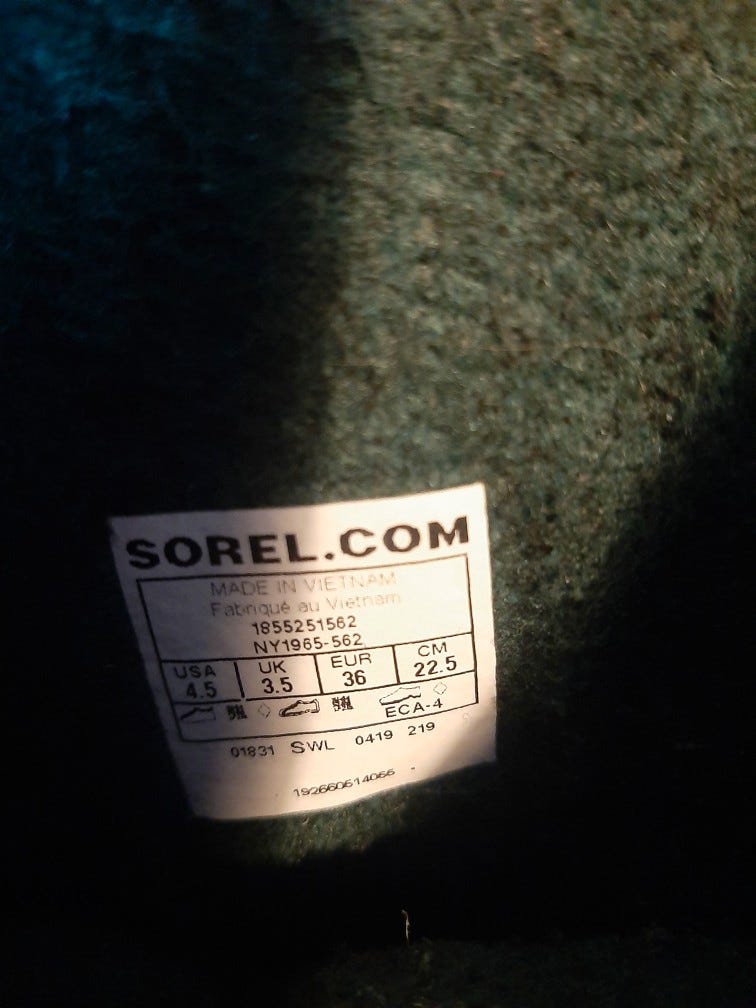 SOREL.COM
MADE IN VIETNAM
Fabriqué au Viétnam
1855251562
NY1965-562
USA UK EUR CM
4.5 3.5 36 22.5
ECA-4
01831 SWL 0419 219
192660614066